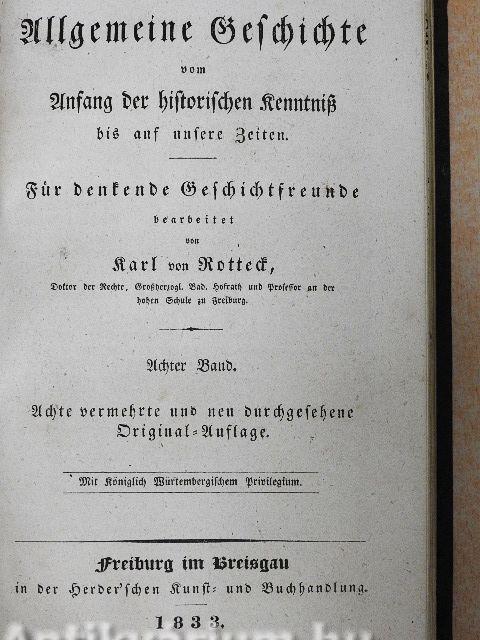 Allgemeine Geschichte
vom
Anfang der historischen Kenntniß
bis auf unsere Zeiten.
Für denkende Geschichtfreunde
bearbeitet
von
Karl von Rotteck,
Doktor der Rechte, Großherzogl. Bad. Hofrath und Professor an der
hohen Schule zu Freiburg.
Achter Band.
Achte vermehrte und neu durchgesehene
Original-Auflage.
Mit Königlich Würtembergischem Privilegium.
Freiburg im Breisgau
in der Herder'schen Kunst- und Buchhandlung.
1833.
Antikvarium.hu